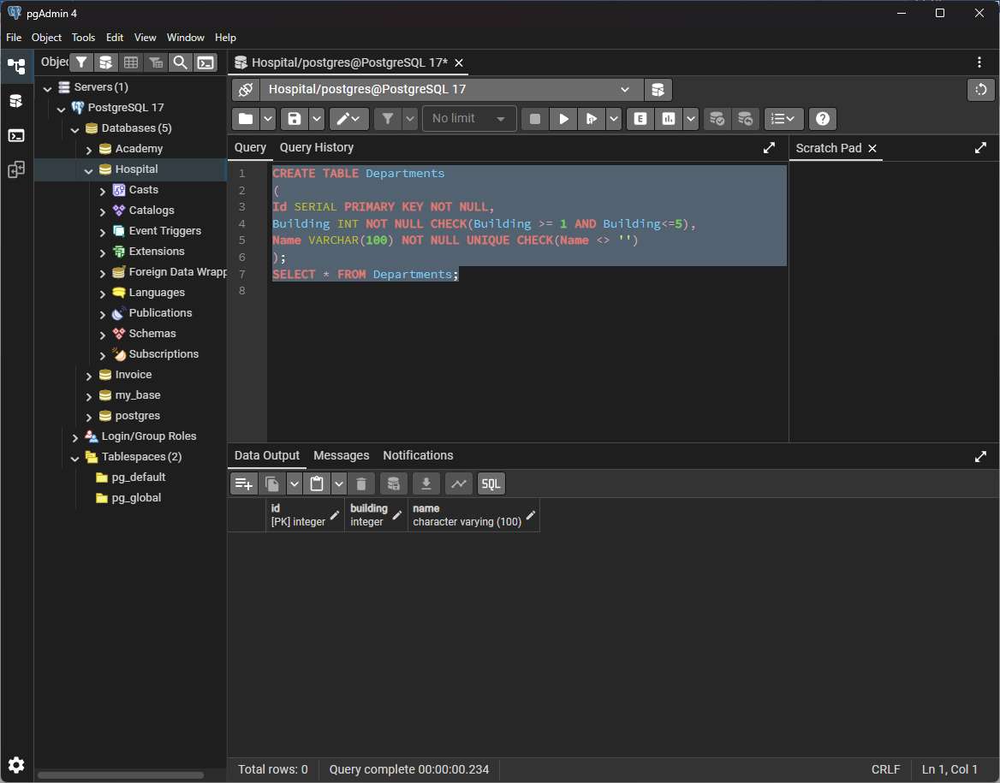 pgAdmin 4
File Object Tools Edit View Window Help
Objec
Servers (1)
PostgreSQL 17
Databases (5)
Academy
Hospital
Casts
Catalogs
Event Triggers
Extensions
Foreign Data Wrapp
Languages
Publications
Schemas
Subscriptions
Invoice
my_base
postgres
Login/Group Roles
Tablespaces (2)
pg_default
pg_global
Hospital/postgres@PostgreSQL 17*
Hospital/postgres@PostgreSQL 17
No limit
E
Query Query History
Scratch Pad
1 CREATE TABLE Departments
2 (
3 Id SERIAL PRIMARY KEY NOT NULL,
4 Building INT NOT NULL CHECK(Building >= 1 AND Building<=5),
5 Name VARCHAR(100) NOT NULL UNIQUE CHECK(Name <> '')
6 );
7 SELECT * FROM Departments;
8
Data Output Messages Notifications
SQL
id building name
[PK] integer integer character varying (100)
Total rows: 0 Query complete 00:00:00.234 CRLF Ln 1, Col 1